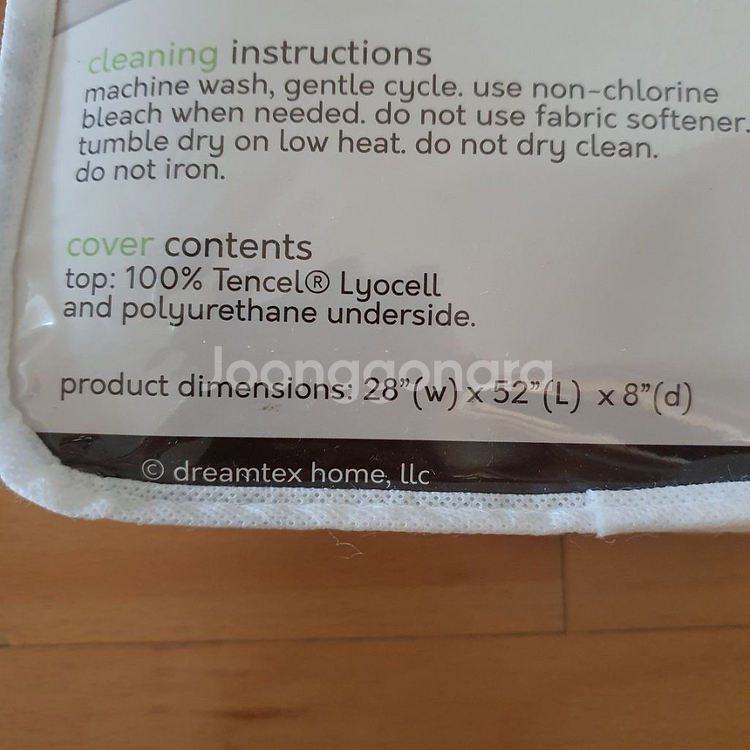 cleaning instructions
machine wash, gentle cycle. use non-chlorine
bleach when needed. do not use fabric softener.
tumble dry on low heat. do not dry clean.
do not iron.
cover contents
top: 100% Tencel® Lyocell
and polyurethane underside.
Joonggonara
product dimensions: 28”(w) x 52”(L) x 8”(d)
© dreamtex home, llc